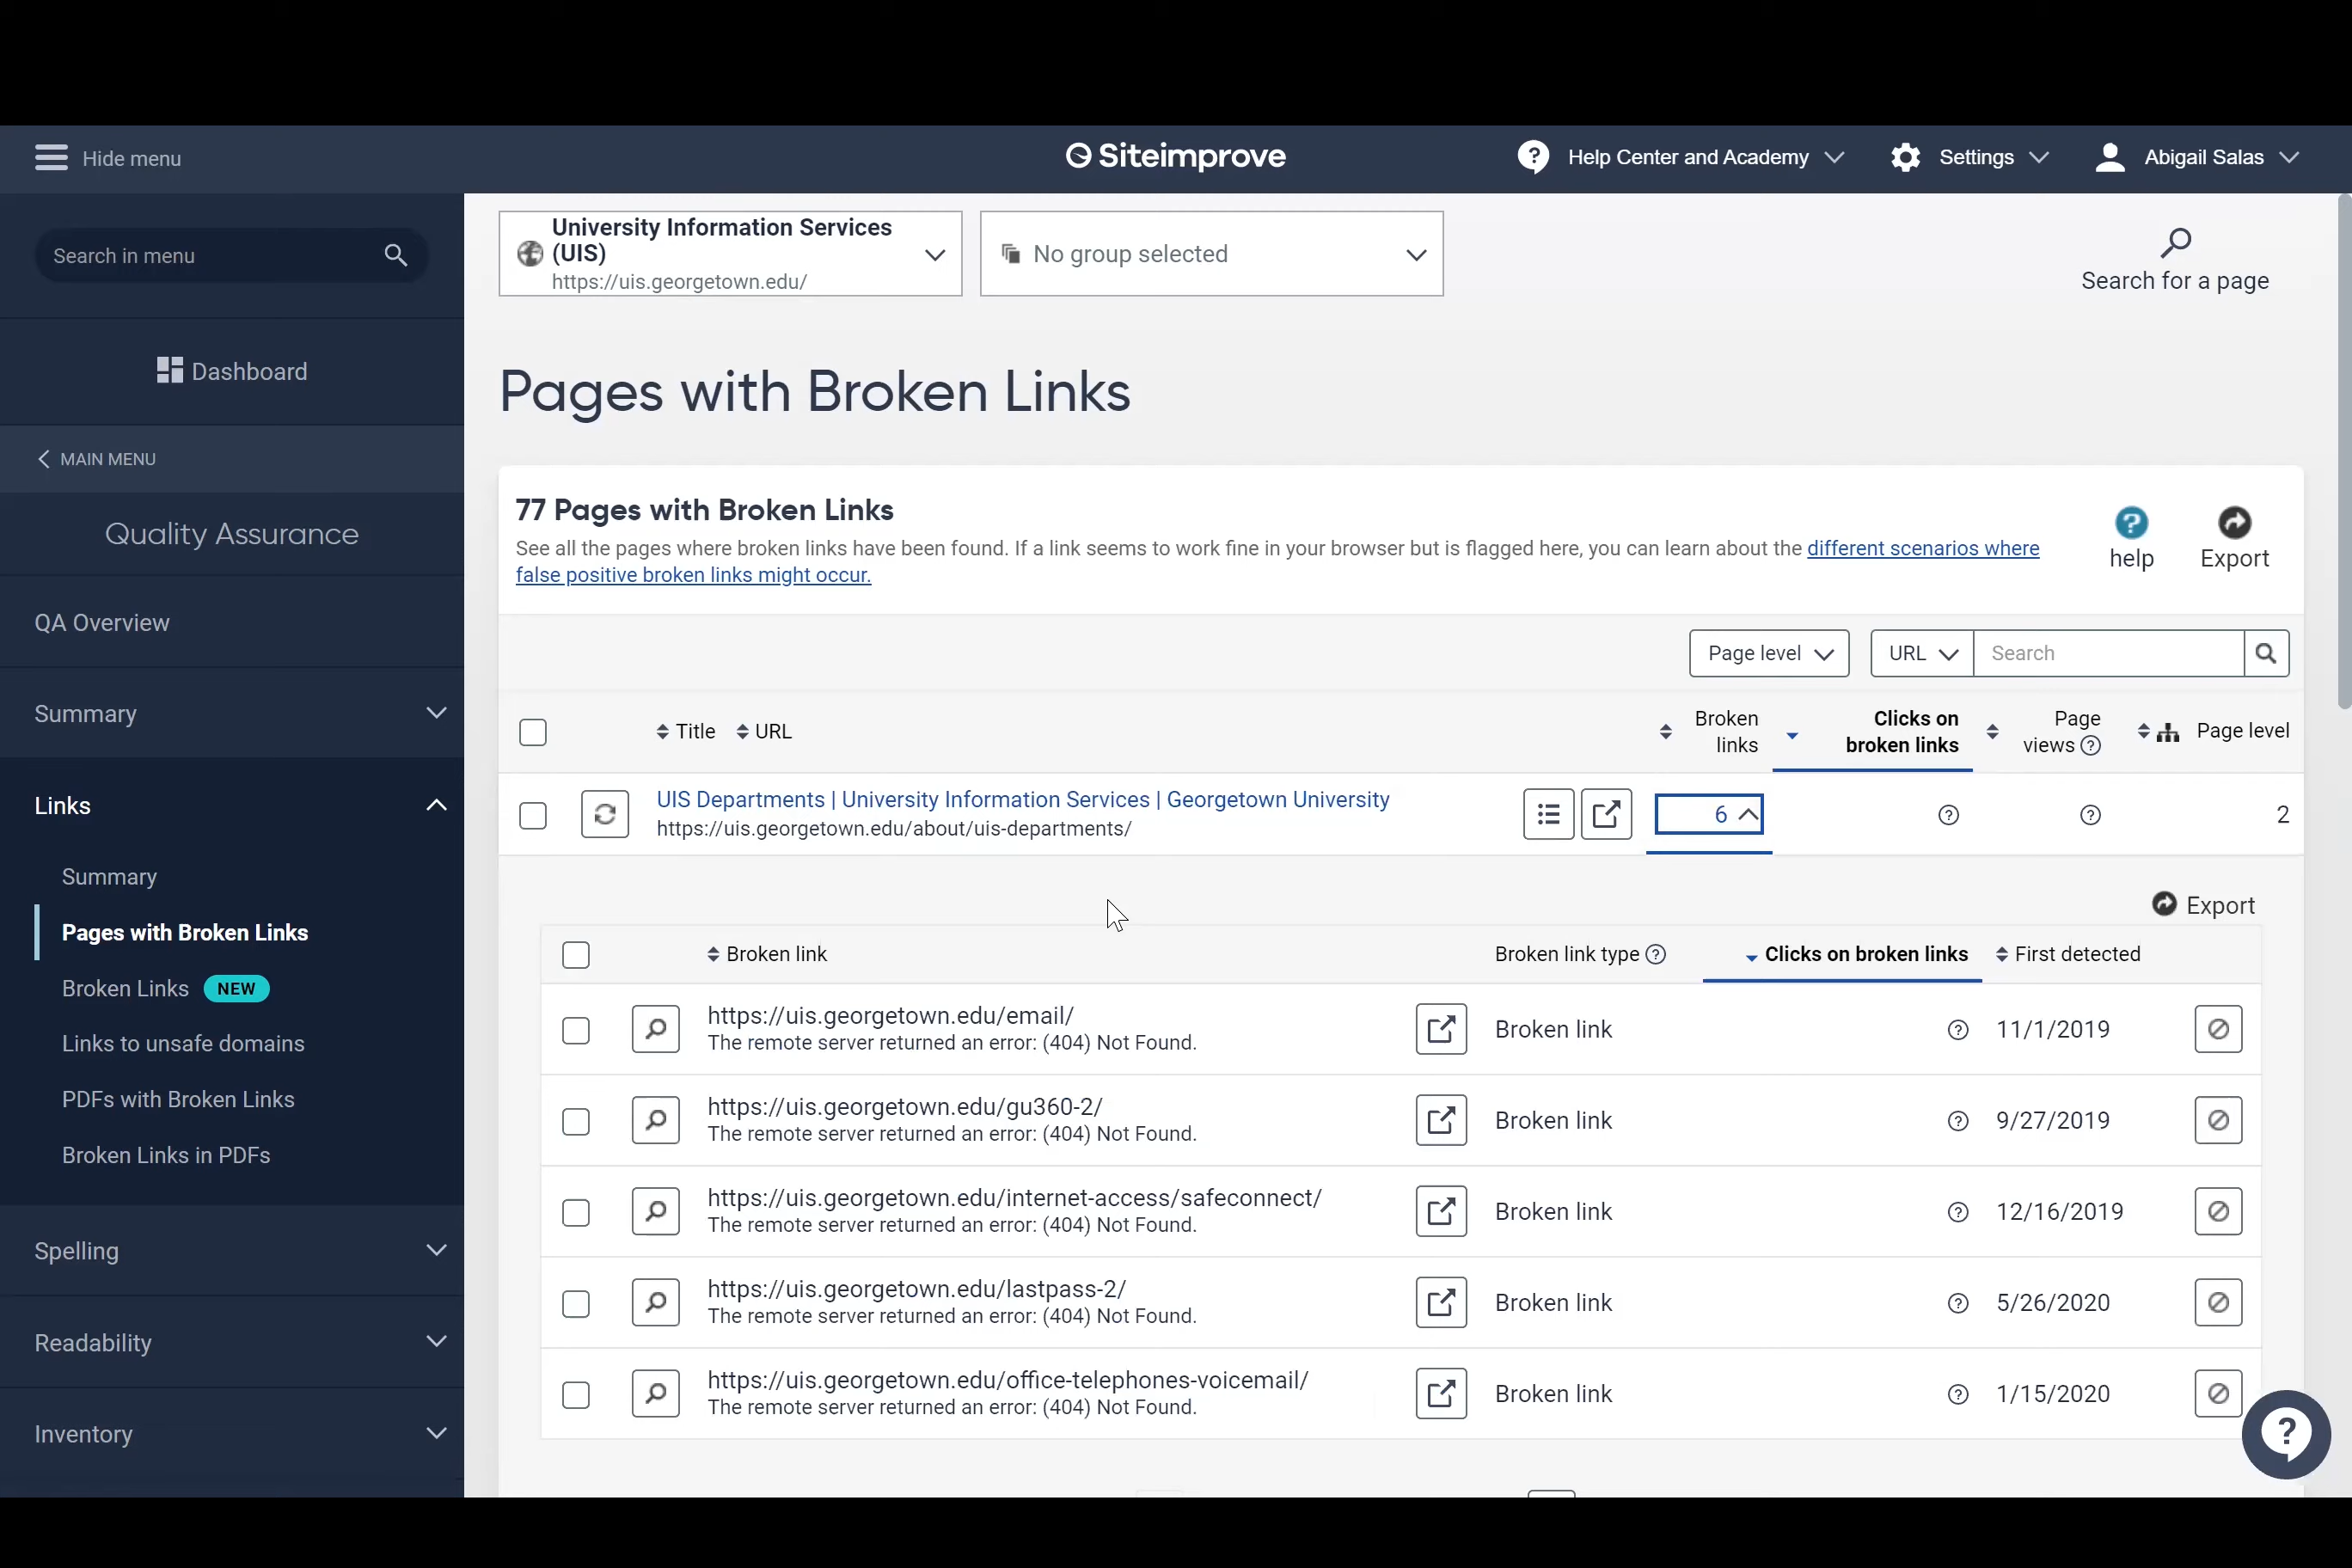 Hide menu
Siteimprove
Help Center and Academy
Settings
Abigail Salas
Search in menu
Dashboard
MAIN MENU
Quality Assurance
QA Overview
Summary
Links
Summary
Pages with Broken Links
Broken Links NEW
Links to unsafe domains
PDFs with Broken Links
Broken Links in PDFs
Spelling
Readability
Inventory
University Information Services
(UIS)
https://uis.georgetown.edu/
No group selected
Search for a page
Pages with Broken Links
77 Pages with Broken Links
See all the pages where broken links have been found. If a link seems to work fine in your browser but is flagged here, you can learn about the different scenarios where
false positive broken links might occur.
help
Export
Page level
URL
Search
Title
URL
Broken
links
Clicks on
broken links
Page
views
Page level
UIS Departments | University Information Services | Georgetown University
https://uis.georgetown.edu/about/uis-departments/
6
2
Export
Broken link
Broken link type
Clicks on broken links
First detected
https://uis.georgetown.edu/email/
The remote server returned an error: (404) Not Found.
Broken link
11/1/2019
https://uis.georgetown.edu/gu360-2/
The remote server returned an error: (404) Not Found.
Broken link
9/27/2019
https://uis.georgetown.edu/internet-access/safeconnect/
The remote server returned an error: (404) Not Found.
Broken link
12/16/2019
https://uis.georgetown.edu/lastpass-2/
The remote server returned an error: (404) Not Found.
Broken link
5/26/2020
https://uis.georgetown.edu/office-telephones-voicemail/
The remote server returned an error: (404) Not Found.
Broken link
1/15/2020